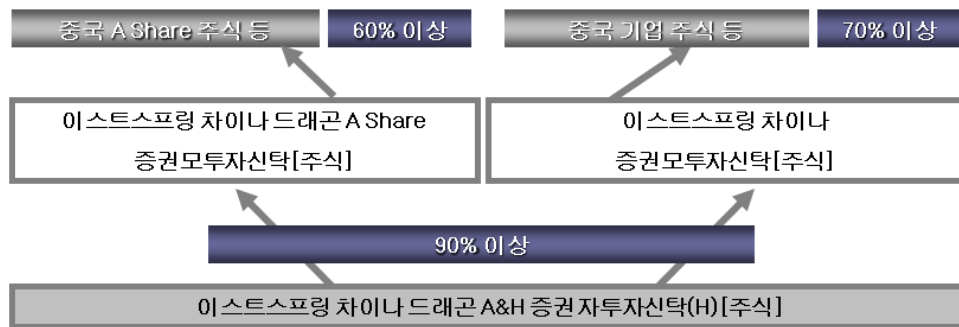 중국 A Share 주식 등
60% 이상
중국 기업 주식 등
70% 이상
이스트스프링 차이나 드래곤 A Share
증권모투자신탁[주식]
이스트스프링 차이나
증권모투자신탁[주식]
90% 이상
이스트스프링 차이나 드래곤 A&H 증권 자투자신탁(H)[주식]